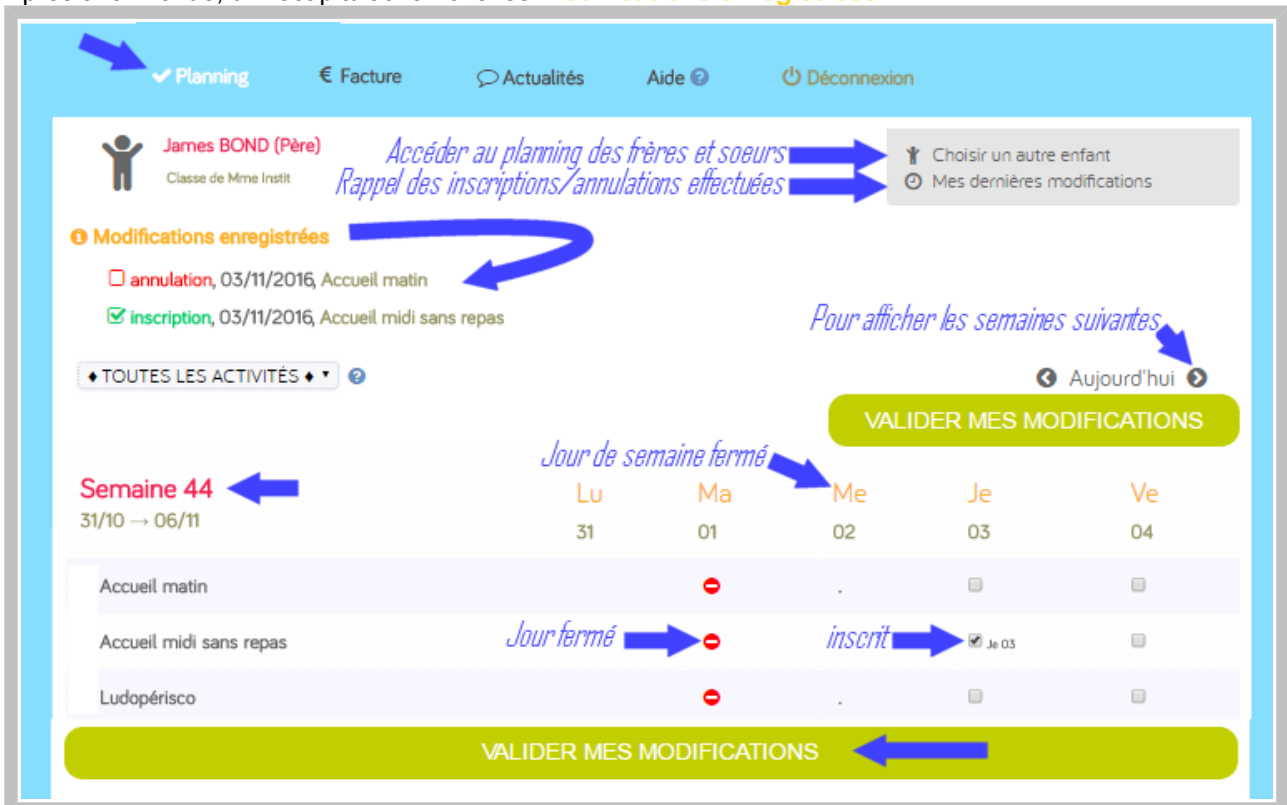 ✓ Planning € Facture Actualités Aide ? Déconnexion
James BOND (Père)
Classe de Mme Instit
Accéder au planning des frères et soeurs
Rappel des inscriptions/annulations effectuées
Choisir un autre enfant
Mes dernières modifications
Modifications enregistrées
annulation, 03/11/2016, Accueil matin
inscription, 03/11/2016, Accueil midi sans repas
Pour afficher les semaines suivantes
♦ TOUTES LES ACTIVITÉS ♦ ?
Aujourd'hui
VALIDER MES MODIFICATIONS
Jour de semaine fermé
Semaine 44 Lu Ma Me Je Ve
31/10 → 06/11 31 01 02 03 04
Accueil matin .
Accueil midi sans repas Jour fermé inscrit Je 03
Ludopérisco .
VALIDER MES MODIFICATIONS